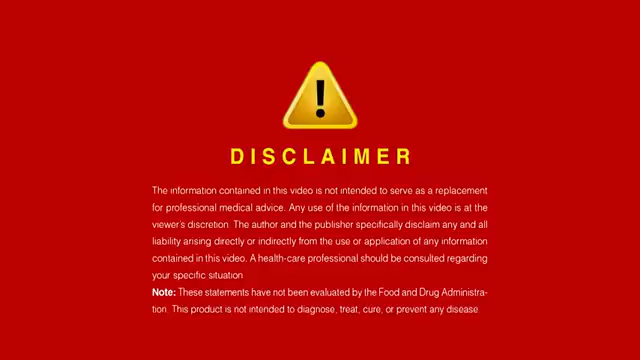 !
DISCLAIMER
The information contained in this video is not intended to serve as a replacement
for professional medical advice. Any use of the information in this video is at the
viewer's discretion. The author and the publisher specifically disclaim any and all
liability arising directly or indirectly from the use or application of any information
contained in this video. A health-care professional should be consulted regarding
your specific situation
Note: These statements have not been evaluated by the Food and Drug Administra-
tion. This product is not intended to diagnose, treat, cure, or prevent any disease.